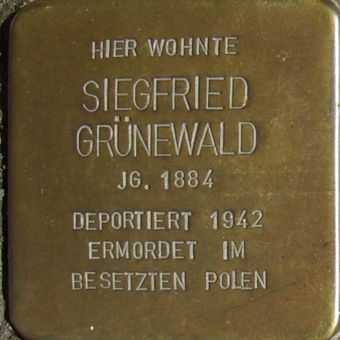 HIER WOHNTE
SIEGFRIED
GRÜNEWALD
JG. 1884
DEPORTIERT 1942
ERMORDET IM
BESETZTEN POLEN